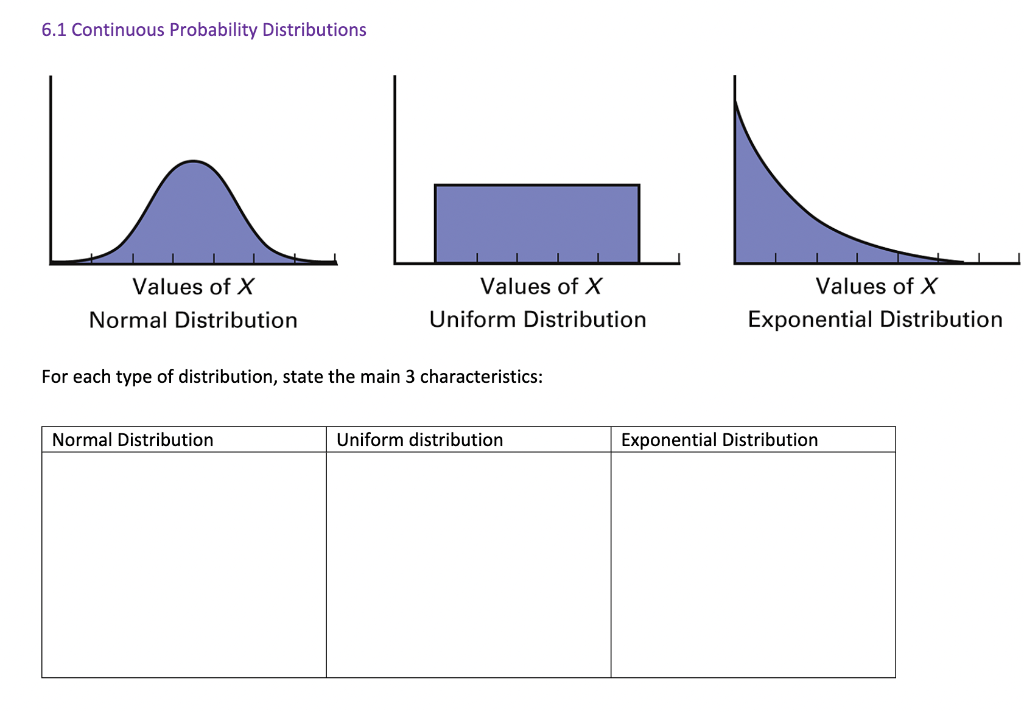 6.1 Continuous Probability Distributions
Values of X
Normal Distribution
Values of X
Uniform Distribution
Values of X
Exponential Distribution
For each type of distribution, state the main 3 characteristics:
Normal Distribution
Uniform distribution
Exponential Distribution